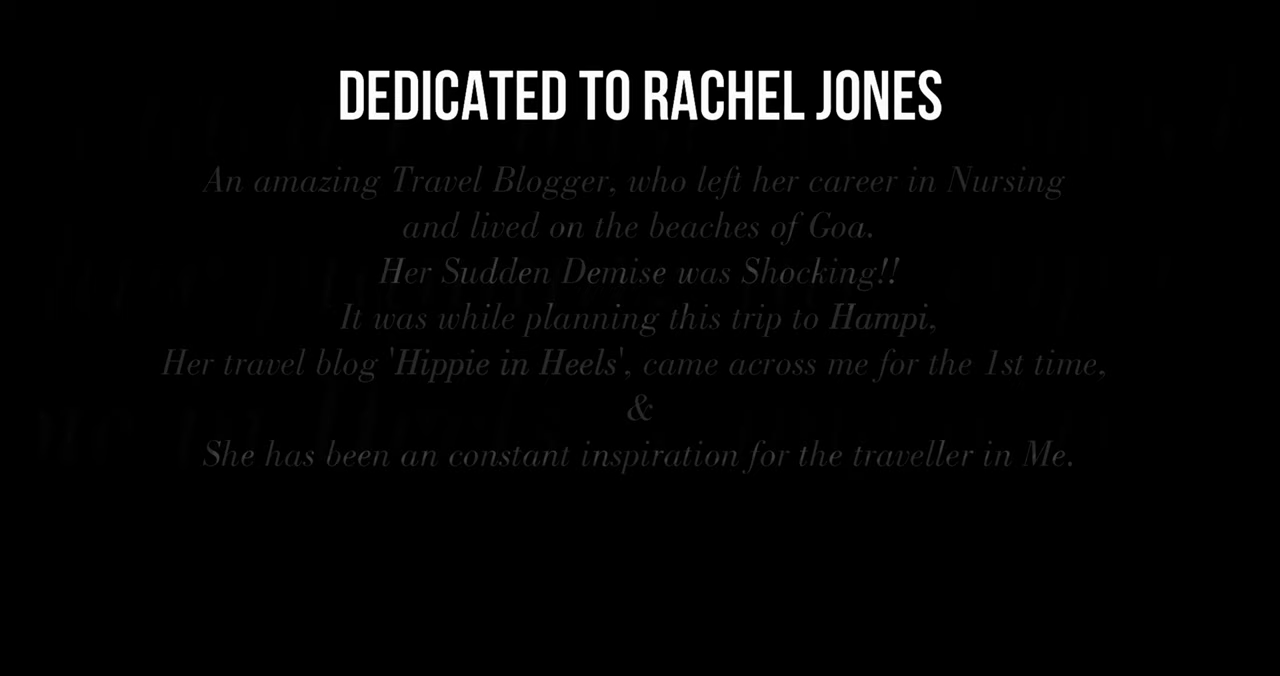 DEDICATED TO RACHEL JONES
An amazing Travel Blogger, who left her career in Nursing
and lived on the beaches of Goa.
Her Sudden Demise was Shocking!!
It was while planning this trip to Hampi,
Her travel blog 'Hippie in Heels', came across me for the 1st time,
&
She has been an constant inspiration for the traveller in Me.